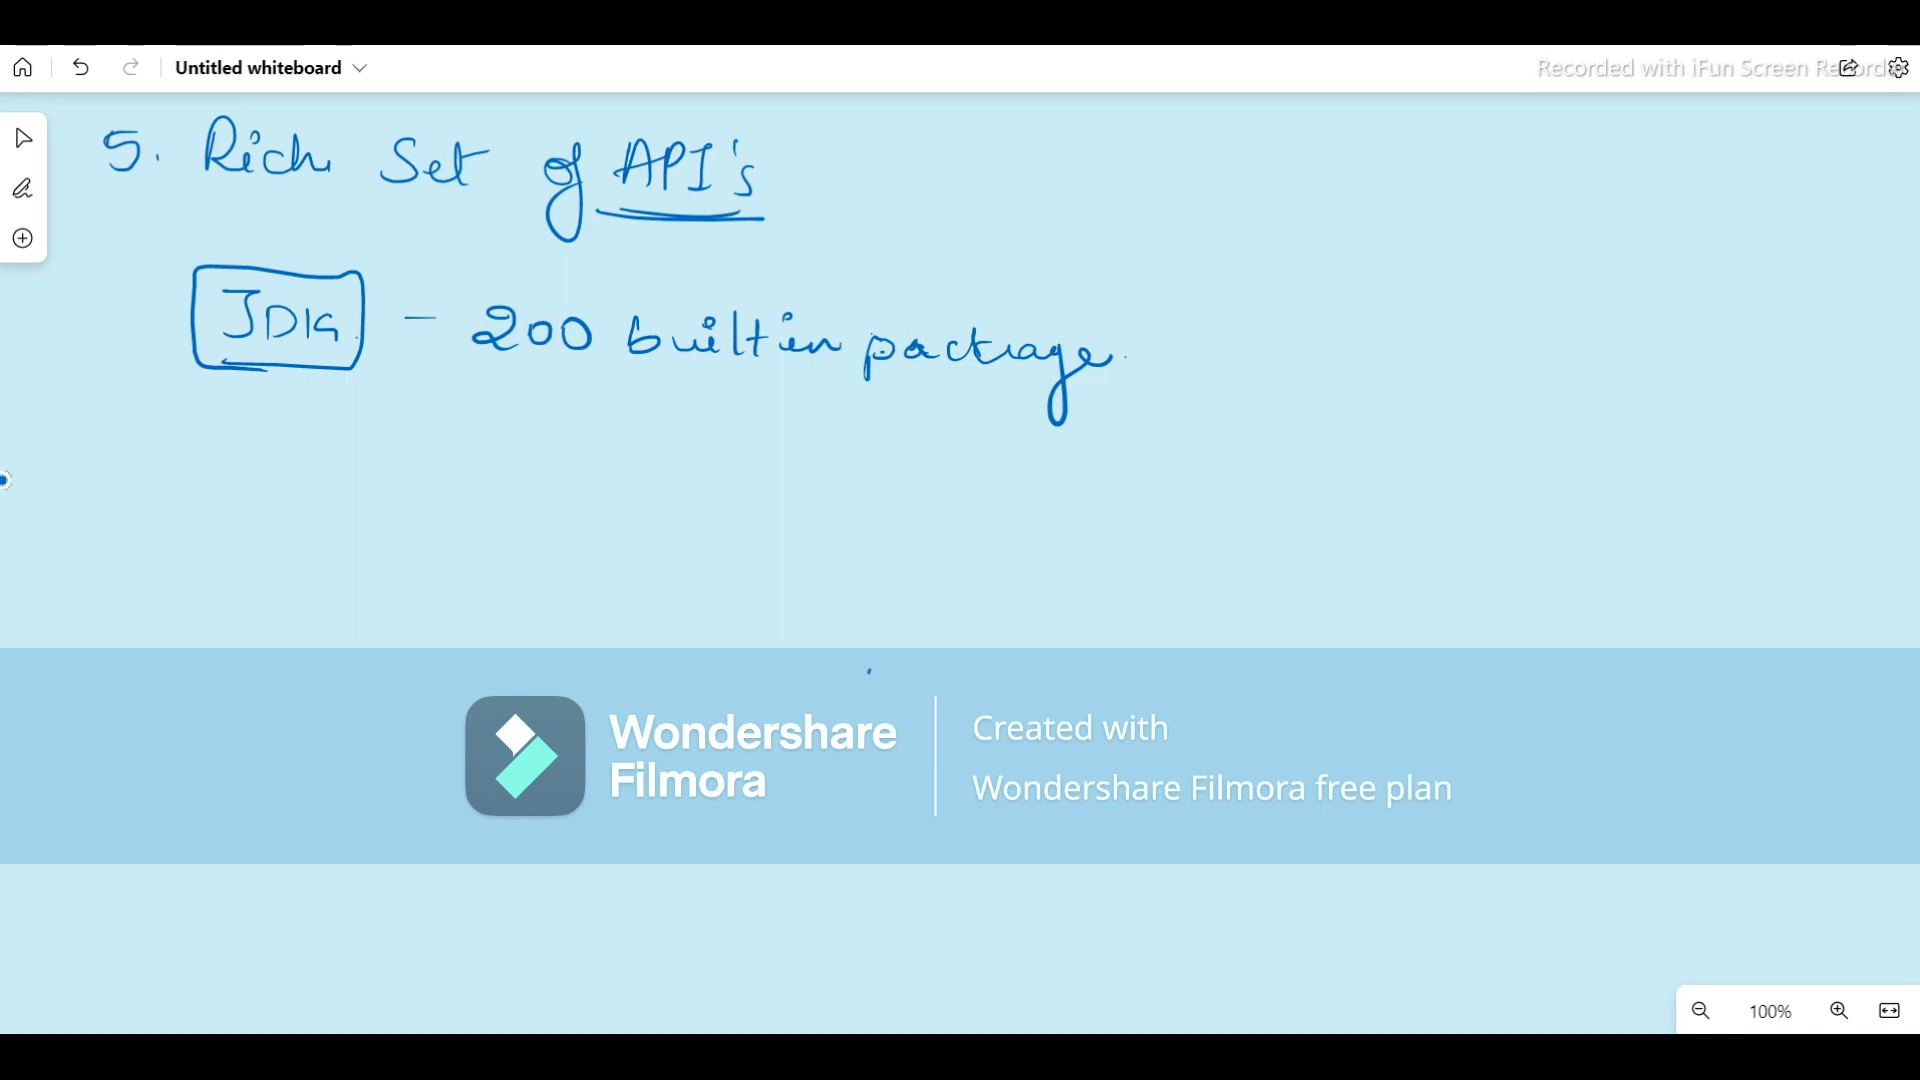 Untitled whiteboard
Recorded with iFun Screen Record
5. Rich Set of API's
JDK - 200 builtin package.
Wondershare
Filmora
Created with
Wondershare Filmora free plan
100%